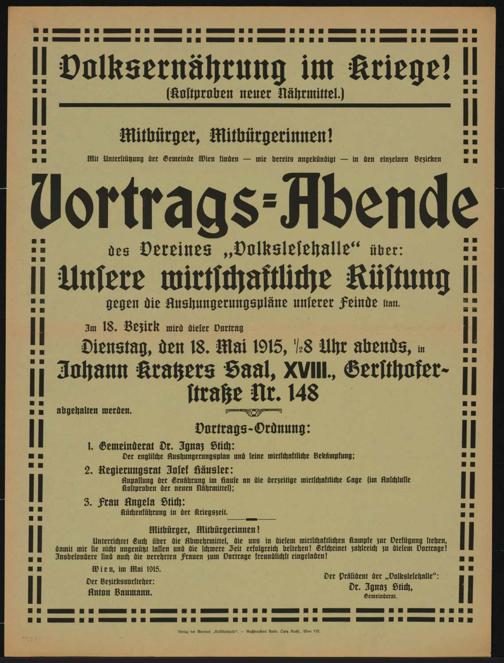 Volksernährung im Kriege!
(Kostproben neuer Nährmittel.)
Mitbürger, Mitbürgerinnen!
Mit Unterstützung der Gemeinde Wien finden — wie bereits angekündigt — in den einzelnen Bezirken
Vortrags=Abende
des Vereines „Volkslesehalle“ über:
Unsere wirtschaftliche Rüstung
gegen die Aushungerungspläne unserer Feinde statt.
Im 18. Bezirk wird dieser Vortrag
Dienstag, den 18. Mai 1915, ½8 Uhr abends, in
Johann Kratzers Saal, XVIII., Gersthofer-
straße Nr. 148
abgehalten werden.
Vortrags-Ordnung:
1. Gemeinderat Dr. Ignaz Stich:
Der englische Aushungerungsplan und seine wirtschaftliche Bekämpfung;
2. Regierungsrat Josef Häusler:
Anpassung der Ernährung im Hause an die derzeitige wirtschaftliche Lage (im Anschlusse
Kostproben der neuen Nährmittel);
3. Frau Angela Stich:
Küchenführung in der Kriegszeit.
Mitbürger, Mitbürgerinnen!
Unterrichtet Euch über die Abwehrmittel, die uns in diesem wirtschaftlichen Kampfe zur Verfügung stehen,
damit wir sie nicht ungenützt lassen und die schwere Zeit erfolgreich bestehen! Erscheinet zahlreich zu diesem Vortrage!
Insbesondere sind auch die verehrten Frauen zum Vortrage freundlichst eingeladen!
Wien, im Mai 1915.
Der Bezirksvorsteher:
Anton Baumann.
Der Präsident der „Volkslesehalle“:
Dr. Ignaz Stich,
Gemeinderat.
Verlag des Vereines „Volkslesehalle“. —